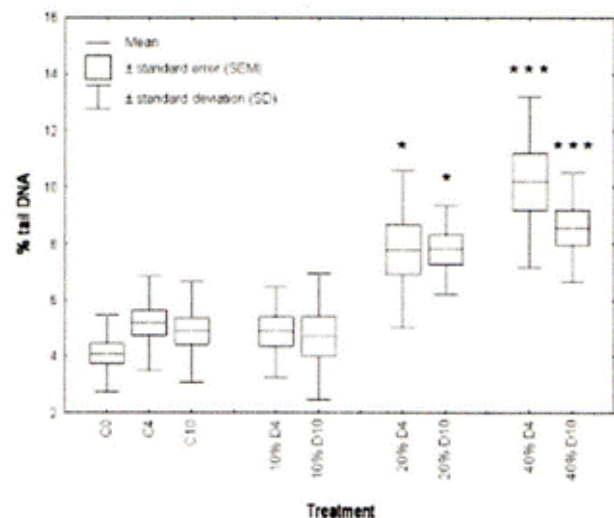 16
14
12
10
8
6
4
2
% tail DNA
Mean
± standard error (SEM)
± standard deviation (SD)
★
★
★ ★ ★
★ ★ ★
C0
C4
C10
10% D4
10% D10
20% D4
20% D10
40% D4
40% D10
Treatment